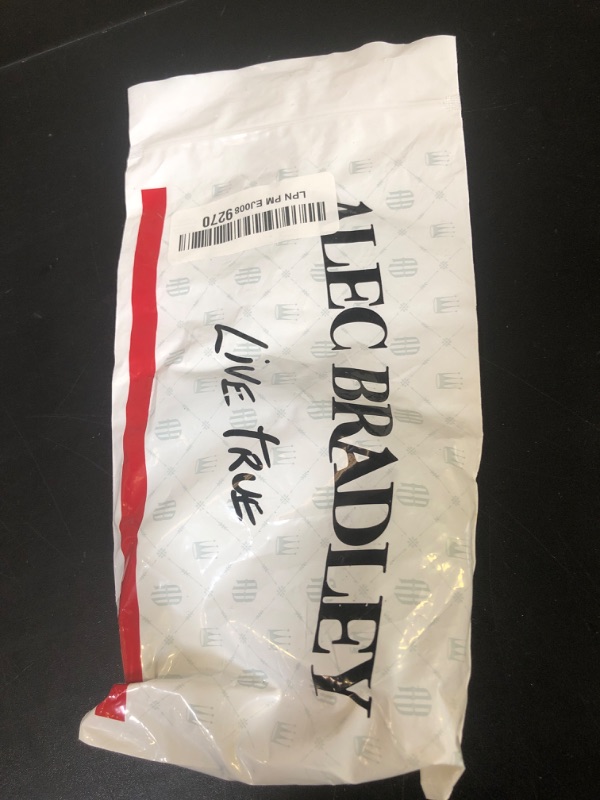 LPN PM EJ008 9270
ALEC BRADLEY
LIVE TRUE